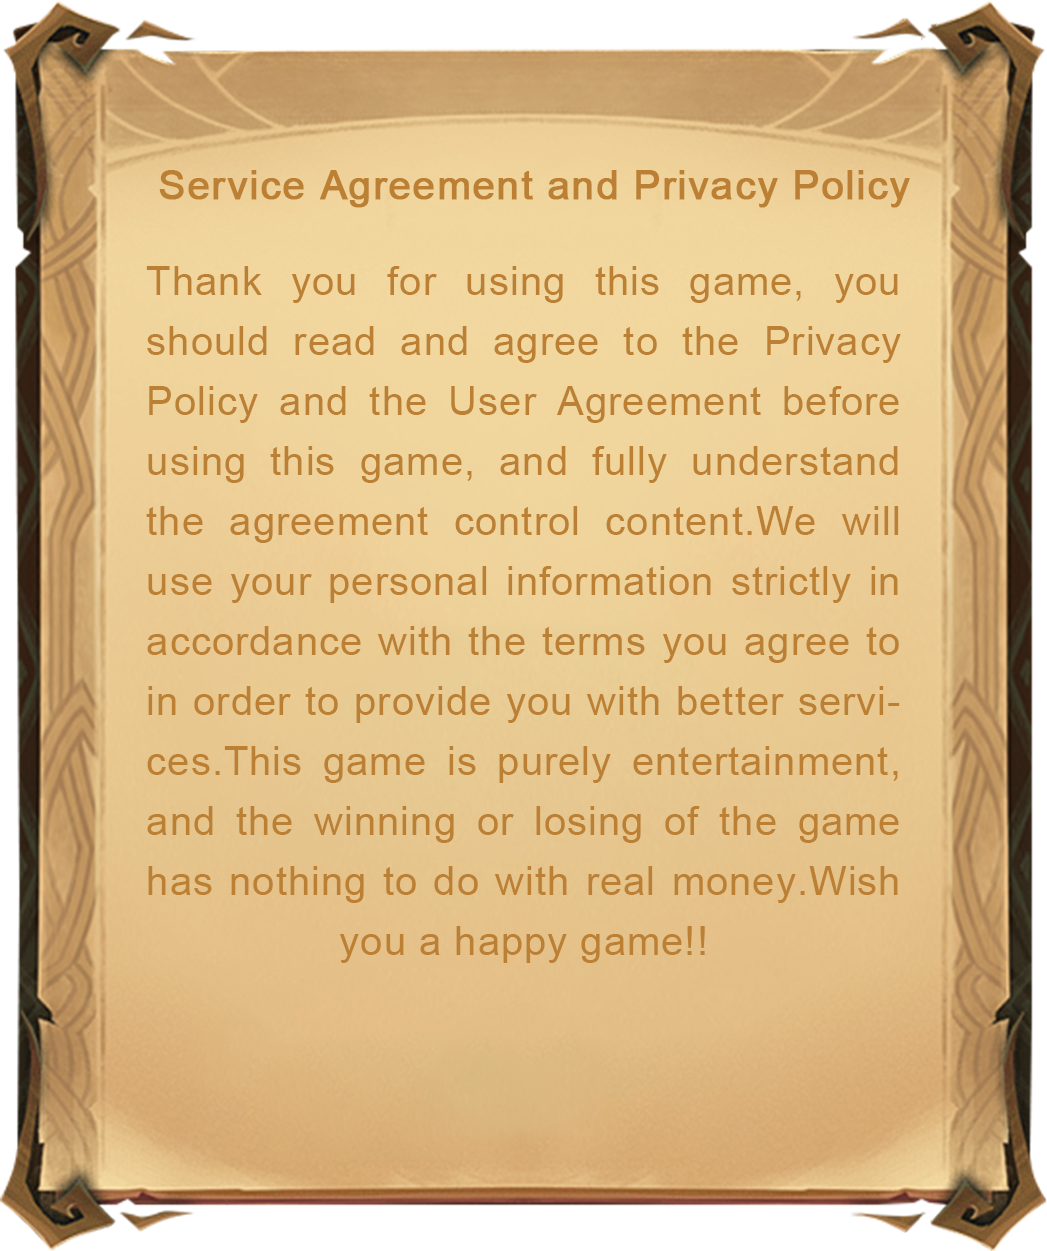 Service Agreement and Privacy Policy
Thank you for using this game, you
should read and agree to the Privacy
Policy and the User Agreement before
using this game, and fully understand
the agreement control content.We will
use your personal information strictly in
accordance with the terms you agree to
in order to provide you with better servi-
ces.This game is purely entertainment,
and the winning or losing of the game
has nothing to do with real money.Wish
you a happy game!!